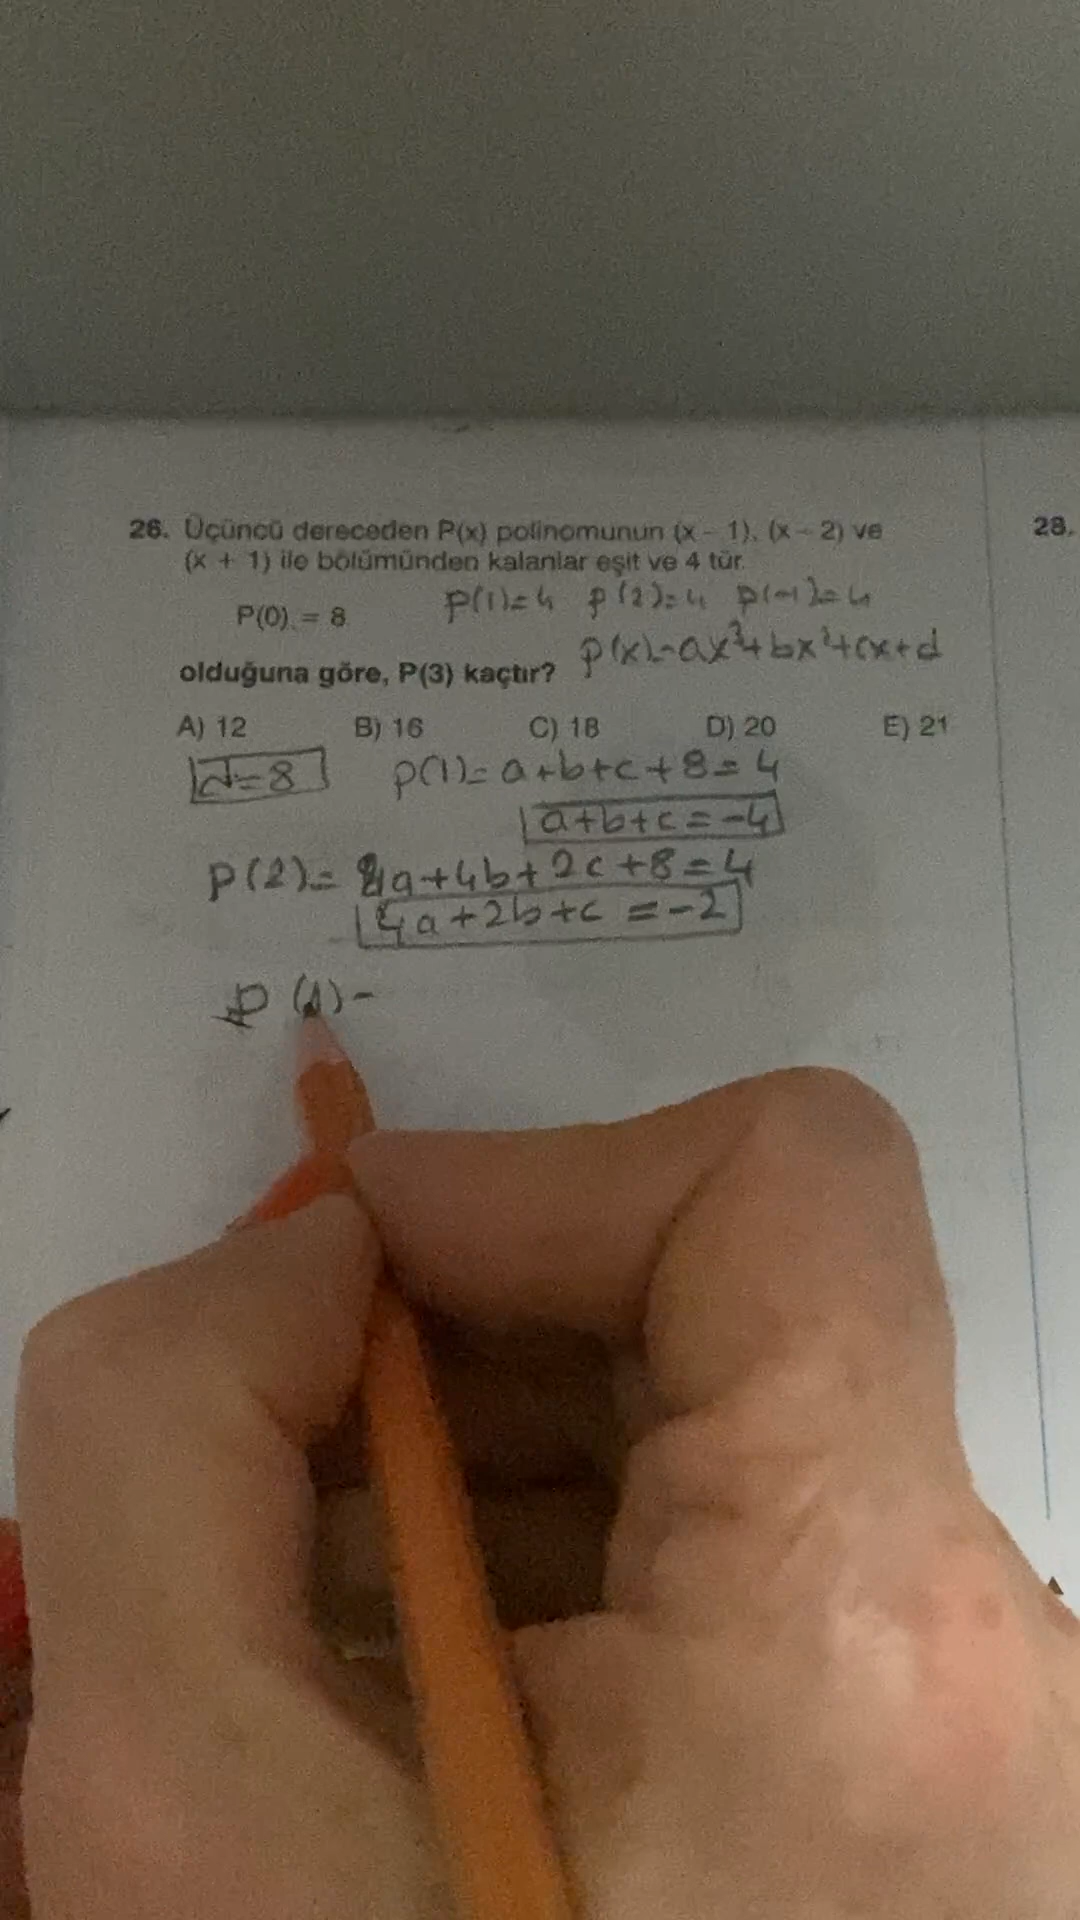 26. Üçüncü dereceden P(x) polinomunun (x - 1), (x - 2) ve
(x + 1) ile bölümünden kalanlar eşit ve 4 tür.
P(0) = 8
p(1)=4 p(2)=4 p(-1)=4
p(x)=ax³+bx²+cx+d
olduğuna göre, P(3) kaçtır?
A) 12 B) 16 C) 18 D) 20 E) 21
d=8 p(1)=a+b+c+8=4
a+b+c=-4
p(2)= 8a+4b+2c+8=4
4a+2b+c =-2
p(1)-
28.